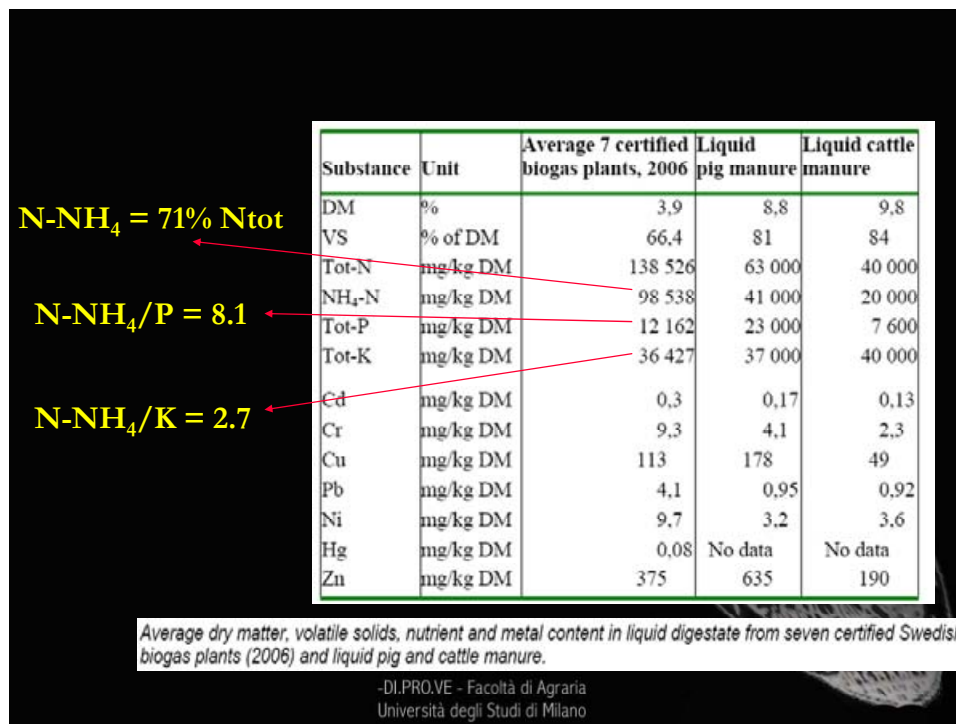 N-NH₄ = 71% Ntot
N-NH₄/P = 8.1
N-NH₄/K = 2.7
Substance Unit Average 7 certified biogas plants, 2006 Liquid pig manure Liquid cattle manure
DM % 3,9 8,8 9,8
VS % of DM 66,4 81 84
Tot-N mg/kg DM 138 526 63 000 40 000
NH₄-N mg/kg DM 98 538 41 000 20 000
Tot-P mg/kg DM 12 162 23 000 7 600
Tot-K mg/kg DM 36 427 37 000 40 000
Cd mg/kg DM 0,3 0,17 0,13
Cr mg/kg DM 9,3 4,1 2,3
Cu mg/kg DM 113 178 49
Pb mg/kg DM 4,1 0,95 0,92
Ni mg/kg DM 9,7 3,2 3,6
Hg mg/kg DM 0,08 No data No data
Zn mg/kg DM 375 635 190
Average dry matter, volatile solids, nutrient and metal content in liquid digestate from seven certified Swedis
biogas plants (2006) and liquid pig and cattle manure.
-DI.PRO.VE - Facoltà di Agraria
Università degli Studi di Milano